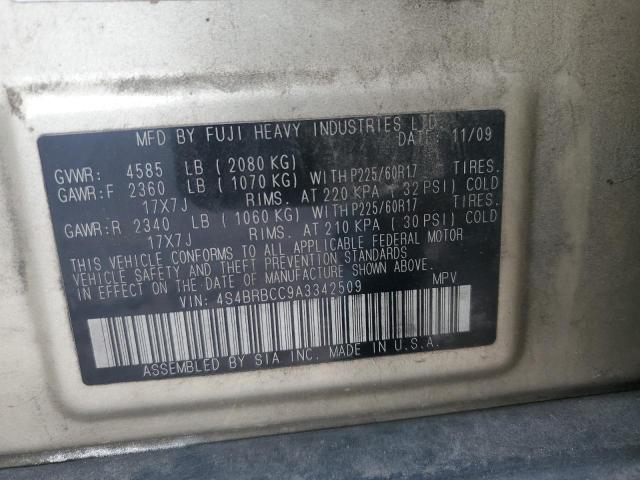 MFD BY FUJI HEAVY INDUSTRIES LTD.
DATE: 11/09
GVWR: 4585 LB (2080 KG)
GAWR:F 2360 LB (1070 KG) WITH P225/60R17 TIRES.
17X7J RIMS. AT 220 KPA (32 PSI) COLD
GAWR:R 2340 LB (1060 KG) WITH P225/60R17 TIRES.
17X7J RIMS. AT 210 KPA (30 PSI) COLD
THIS VEHICLE CONFORMS TO ALL APPLICABLE FEDERAL MOTOR
VEHICLE SAFETY AND THEFT PREVENTION STANDARDS
IN EFFECT ON THE DATE OF MANUFACTURE SHOWN ABOVE.
VIN: 4S4BRBCC9A3342509 MPV
ASSEMBLED BY SIA INC. MADE IN U.S.A.